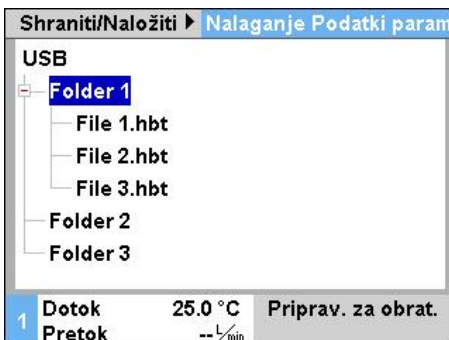 Shraniti/Naložiti ▶ Nalaganje Podatki param
USB
Folder 1
File 1.hbt
File 2.hbt
File 3.hbt
Folder 2
Folder 3
1 Dotok 25.0 °C Priprav. za obrat.
Pretok -- L/min